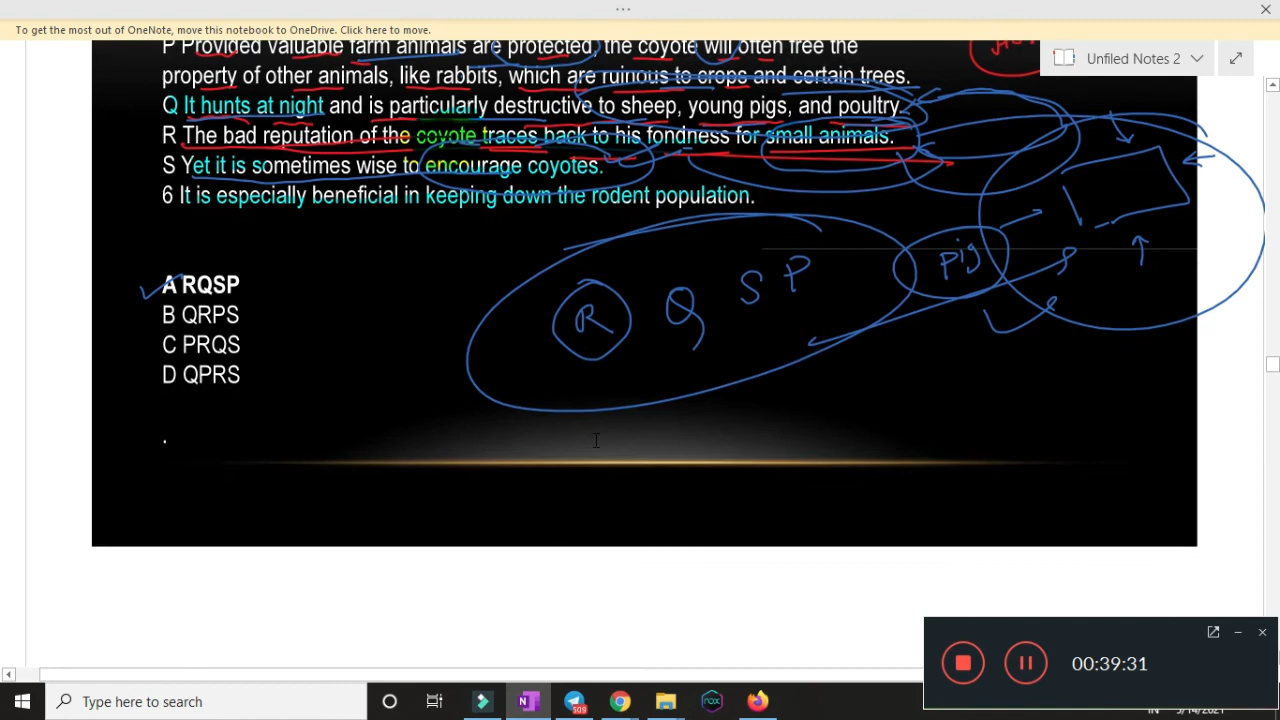 To get the most out of OneNote, move this notebook to OneDrive. Click here to move.
P Provided valuable farm animals are protected, the coyote will often free the
Unfiled Notes 2
property of other animals, like rabbits, which are ruinous to crops and certain trees.
Q It hunts at night and is particularly destructive to sheep, young pigs, and poultry.
R The bad reputation of the coyote traces back to his fondness for small animals.
S Yet it is sometimes wise to encourage coyotes.
6 It is especially beneficial in keeping down the rodent population.
pig
A RQSP
R Q S P
B QRPS
C PRQS
D QPRS
.
00:39:31
Type here to search
509